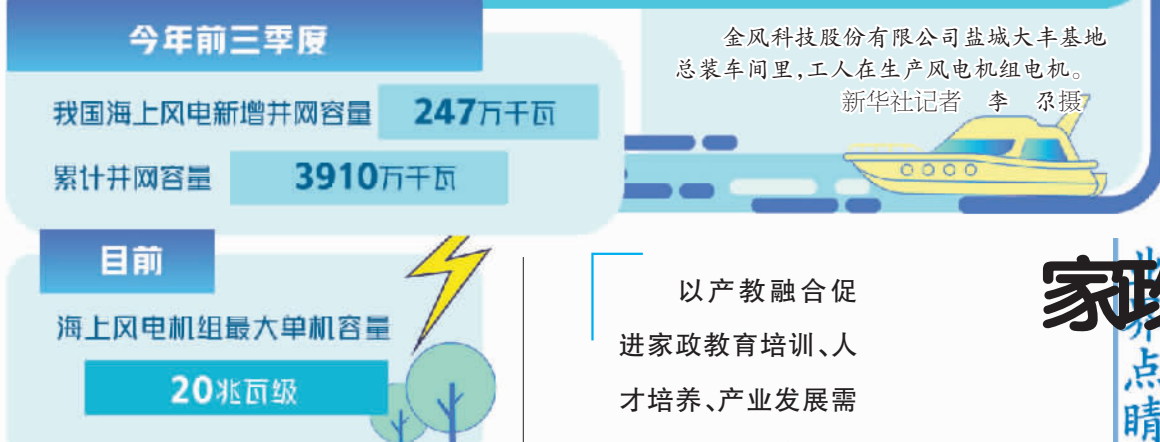 今年前三季度
我国海上风电新增并网容量 247万千瓦
累计并网容量 3910万千瓦
金风科技股份有限公司盐城大丰基地
总装车间里,工人在生产风电机组电机。
新华社记者 李 尕摄
目前
海上风电机组最大单机容量
20兆瓦级
以产教融合促
进家政教育培训、人
才培养、产业发展需
家政
点睛